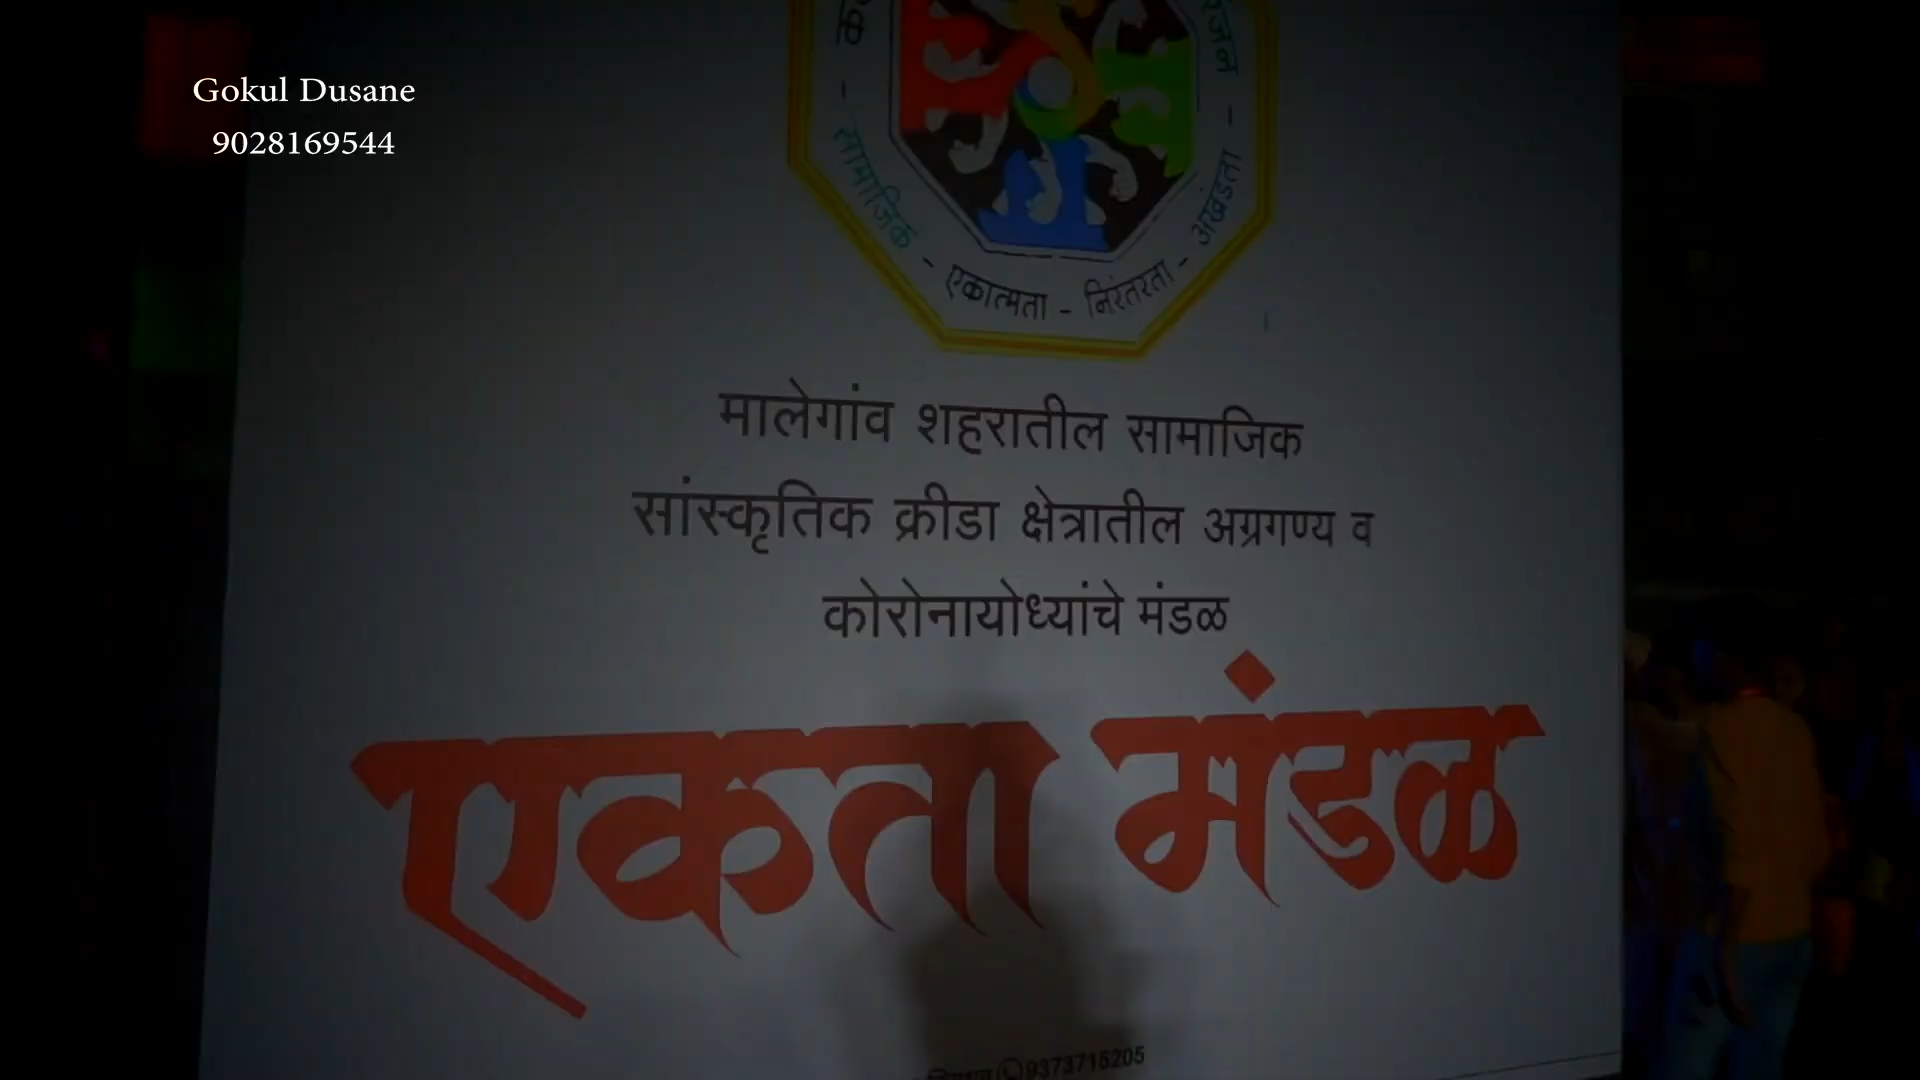 Gokul Dusane
9028169544
सामाजिक - एकात्मता - निरंतरता - अखंडता
मालेगांव शहरातील सामाजिक
सांस्कृतिक क्रीडा क्षेत्रातील अग्रगण्य व
कोरोनायोध्यांचे मंडळ
एकता मंडळ
9373715205